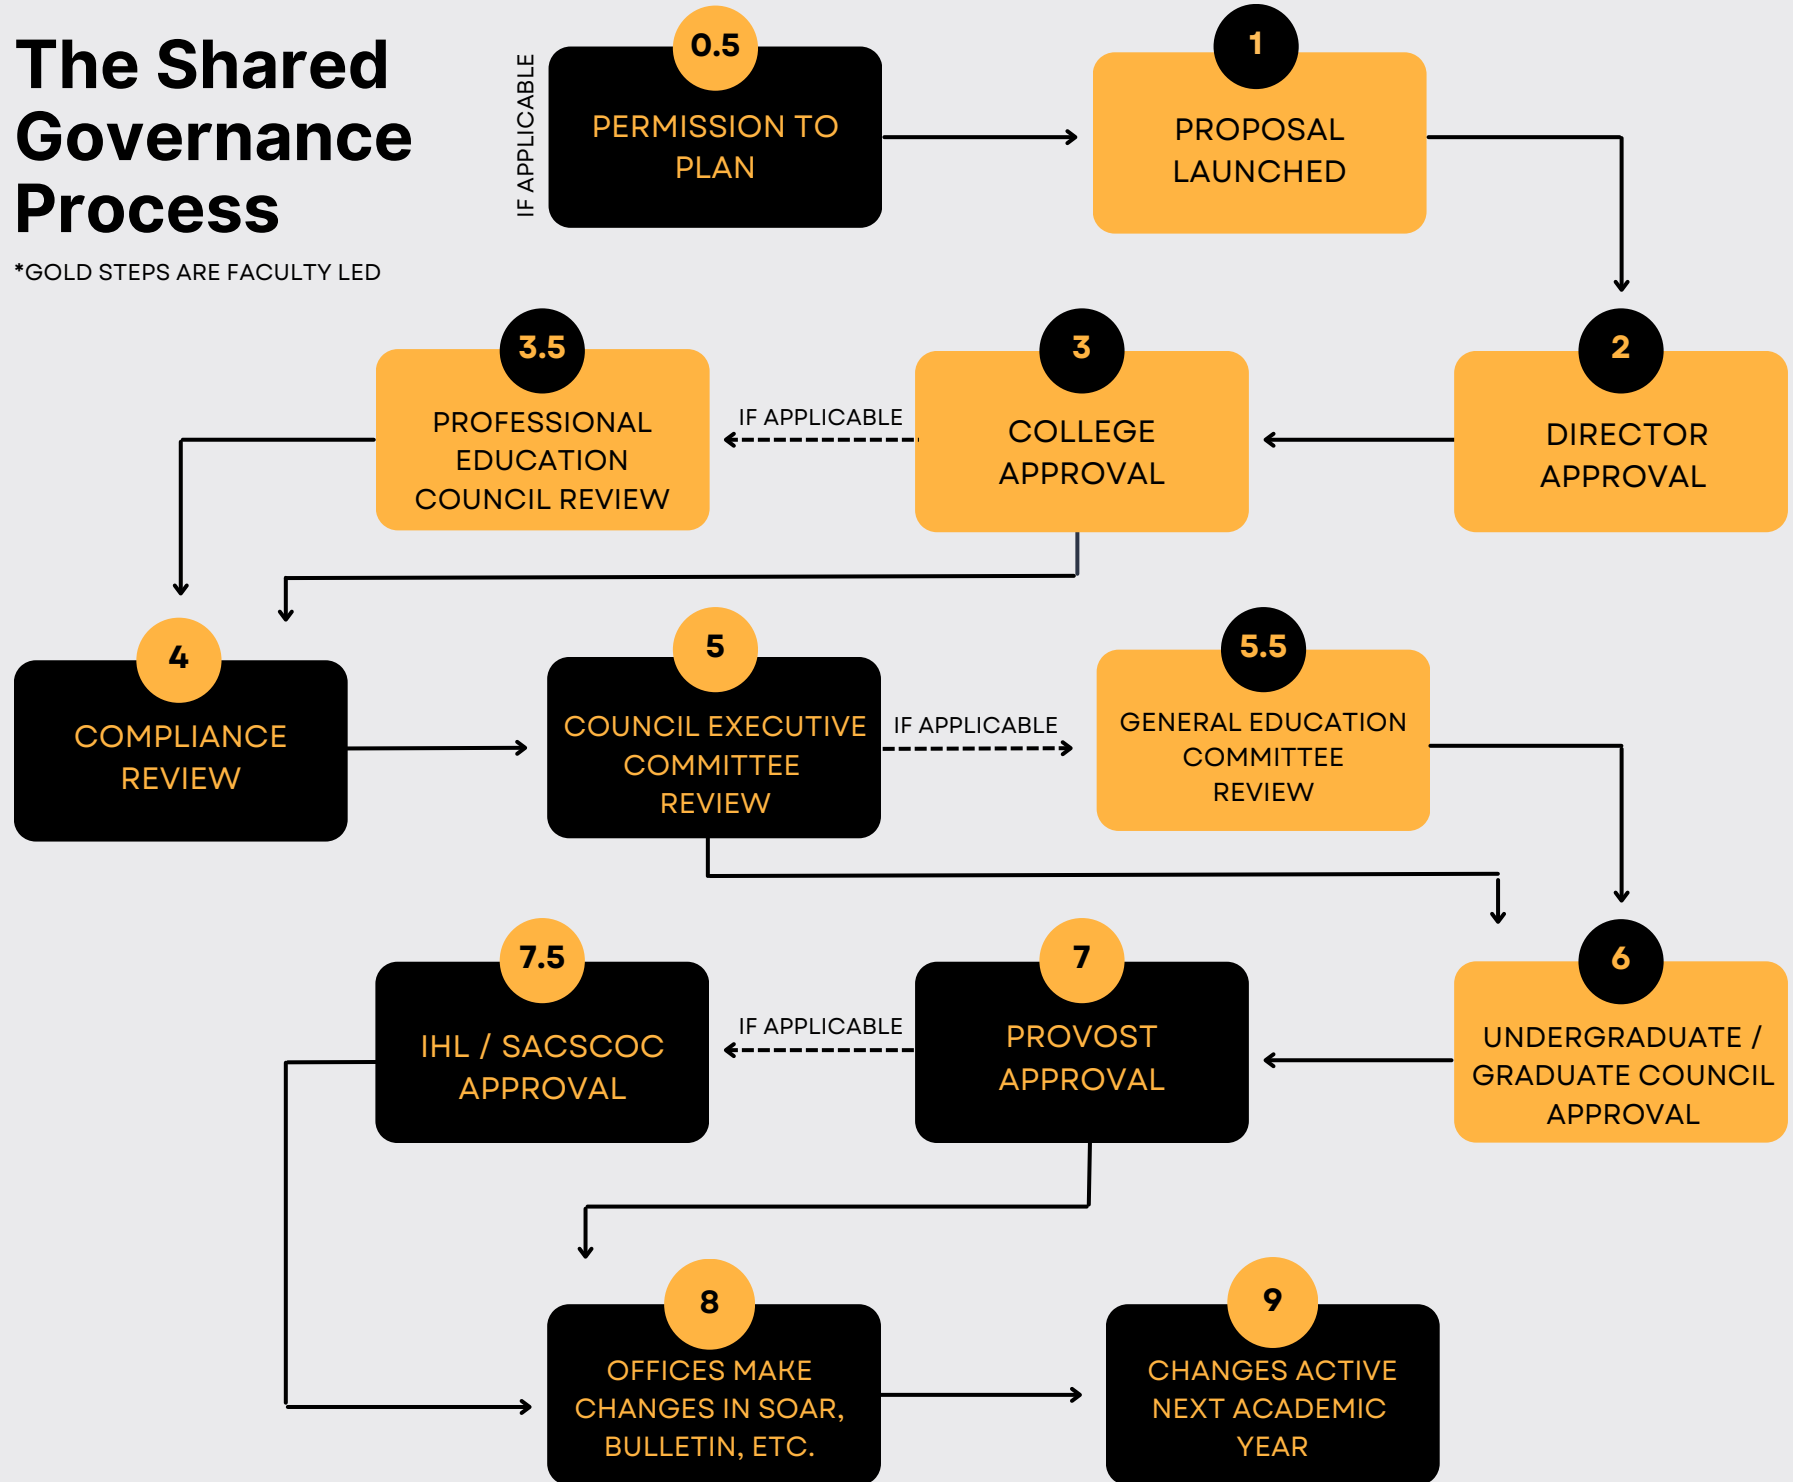 The Shared
Governance
Process
*GOLD STEPS ARE FACULTY LED
IF APPLICABLE
0.5
PERMISSION TO
PLAN
1
PROPOSAL
LAUNCHED
2
DIRECTOR
APPROVAL
3
COLLEGE
APPROVAL
IF APPLICABLE
3.5
PROFESSIONAL
EDUCATION
COUNCIL REVIEW
4
COMPLIANCE
REVIEW
5
COUNCIL EXECUTIVE
COMMITTEE
REVIEW
IF APPLICABLE
5.5
GENERAL EDUCATION
COMMITTEE
REVIEW
6
UNDERGRADUATE /
GRADUATE COUNCIL
APPROVAL
7
PROVOST
APPROVAL
IF APPLICABLE
7.5
IHL / SACSCOC
APPROVAL
8
OFFICES MAKE
CHANGES IN SOAR,
BULLETIN, ETC.
9
CHANGES ACTIVE
NEXT ACADEMIC
YEAR